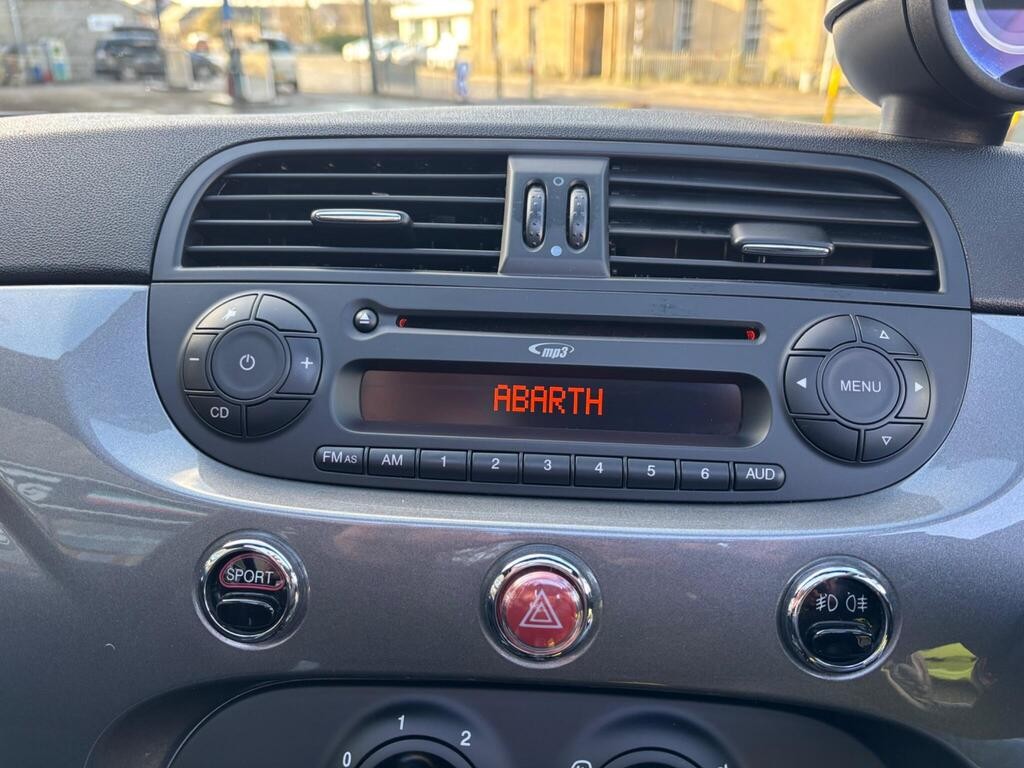 mp3
MENU
ABARTH
CD
FM AS AM 1 2 3 4 5 6 AUD
SPORT
0 1 2